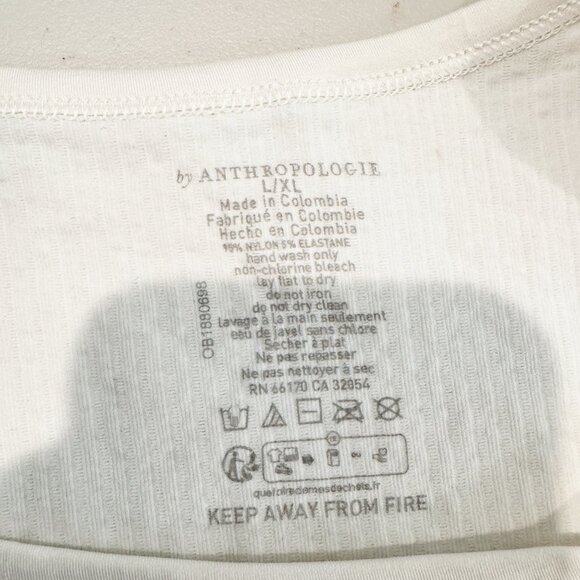 by ANTHROPOLOGIE
L/XL
Made in Colombia
Fabriqué en Colombie
Hecho en Colombia
95% NYLON 5% ELASTANE
hand wash only
non-chlorine bleach
lay flat to dry
do not iron
do not dry clean
lavage à la main seulement
eau de javel sans chlore
Sécher à plat
Ne pas repasser
Ne pas nettoyer à sec
RN 66170 CA 32054
OB1880698
FR
quefairedemesdechets.fr
KEEP AWAY FROM FIRE